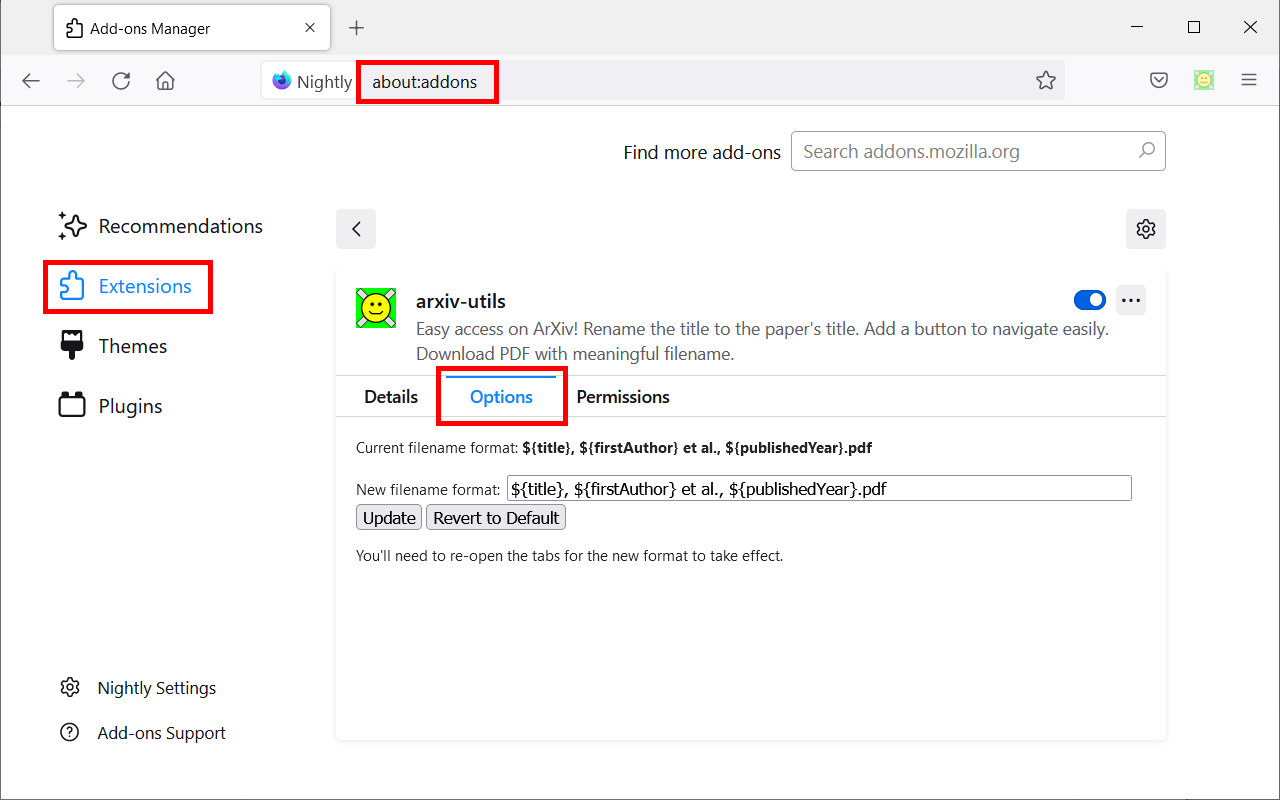 Add-ons Manager
Nightly about:addons
Find more add-ons Search addons.mozilla.org
Recommendations
Extensions
Themes
Plugins
arxiv-utils
Easy access on ArXiv! Rename the title to the paper's title. Add a button to navigate easily.
Download PDF with meaningful filename.
Details Options Permissions
Current filename format: ${title}, ${firstAuthor} et al., ${publishedYear}.pdf
New filename format: ${title}, ${firstAuthor} et al., ${publishedYear}.pdf
Update Revert to Default
You'll need to re-open the tabs for the new format to take effect.
Nightly Settings
Add-ons Support